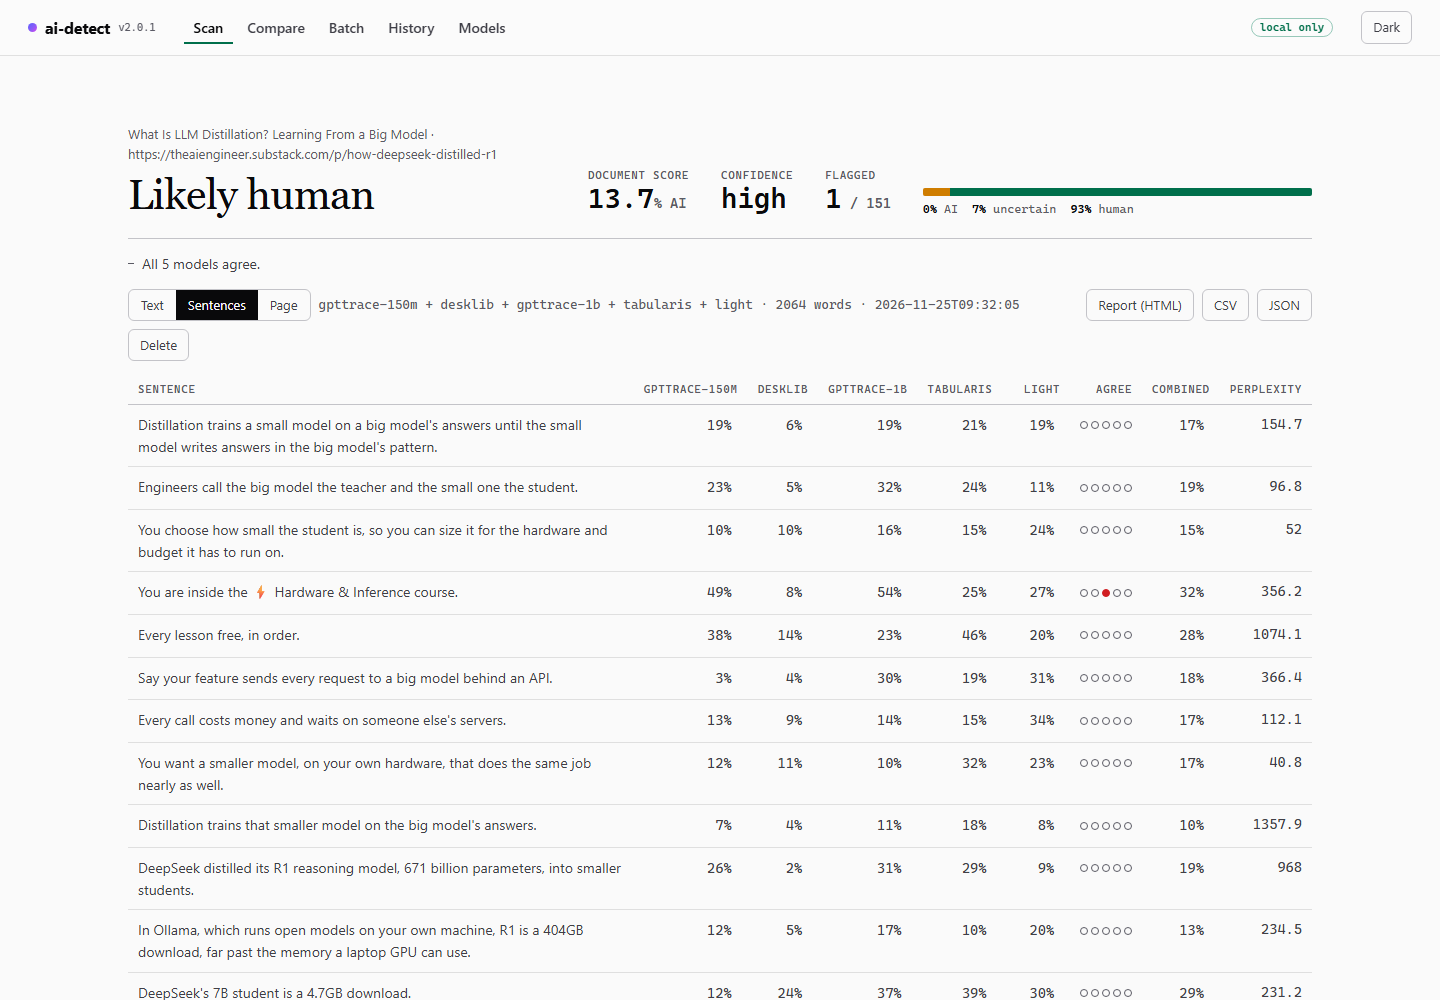 ai-detect v2.0.1 Scan Compare Batch History Models local only Dark
What Is LLM Distillation? Learning From a Big Model ·
https://theaiengineer.substack.com/p/how-deepseek-distilled-r1
Likely human
DOCUMENT SCORE CONFIDENCE FLAGGED
13.7% AI high 1 / 151
0% AI 7% uncertain 93% human
– All 5 models agree.
Text Sentences Page gpttrace-150m + desklib + gpttrace-1b + tabularis + light · 2064 words · 2026-11-25T09:32:05 Report (HTML) CSV JSON
Delete
SENTENCE GPTTRACE-150M DESKLIB GPTTRACE-1B TABULARIS LIGHT AGREE COMBINED PERPLEXITY
Distillation trains a small model on a big model's answers until the small 19% 6% 19% 21% 19% 17% 154.7
model writes answers in the big model's pattern.
Engineers call the big model the teacher and the small one the student. 23% 5% 32% 24% 11% 19% 96.8
You choose how small the student is, so you can size it for the hardware and 10% 10% 16% 15% 24% 15% 52
budget it has to run on.
You are inside the ⚡ Hardware & Inference course. 49% 8% 54% 25% 27% 32% 356.2
Every lesson free, in order. 38% 14% 23% 46% 20% 28% 1074.1
Say your feature sends every request to a big model behind an API. 3% 4% 30% 19% 31% 18% 366.4
Every call costs money and waits on someone else's servers. 13% 9% 14% 15% 34% 17% 112.1
You want a smaller model, on your own hardware, that does the same job 12% 11% 10% 32% 23% 17% 40.8
nearly as well.
Distillation trains that smaller model on the big model's answers. 7% 4% 11% 18% 8% 10% 1357.9
DeepSeek distilled its R1 reasoning model, 671 billion parameters, into smaller 26% 2% 31% 29% 9% 19% 968
students.
In Ollama, which runs open models on your own machine, R1 is a 404GB 12% 5% 17% 10% 20% 13% 234.5
download, far past the memory a laptop GPU can use.
DeepSeek's 7B student is a 4.7GB download. 12% 24% 37% 39% 30% 29% 231.2